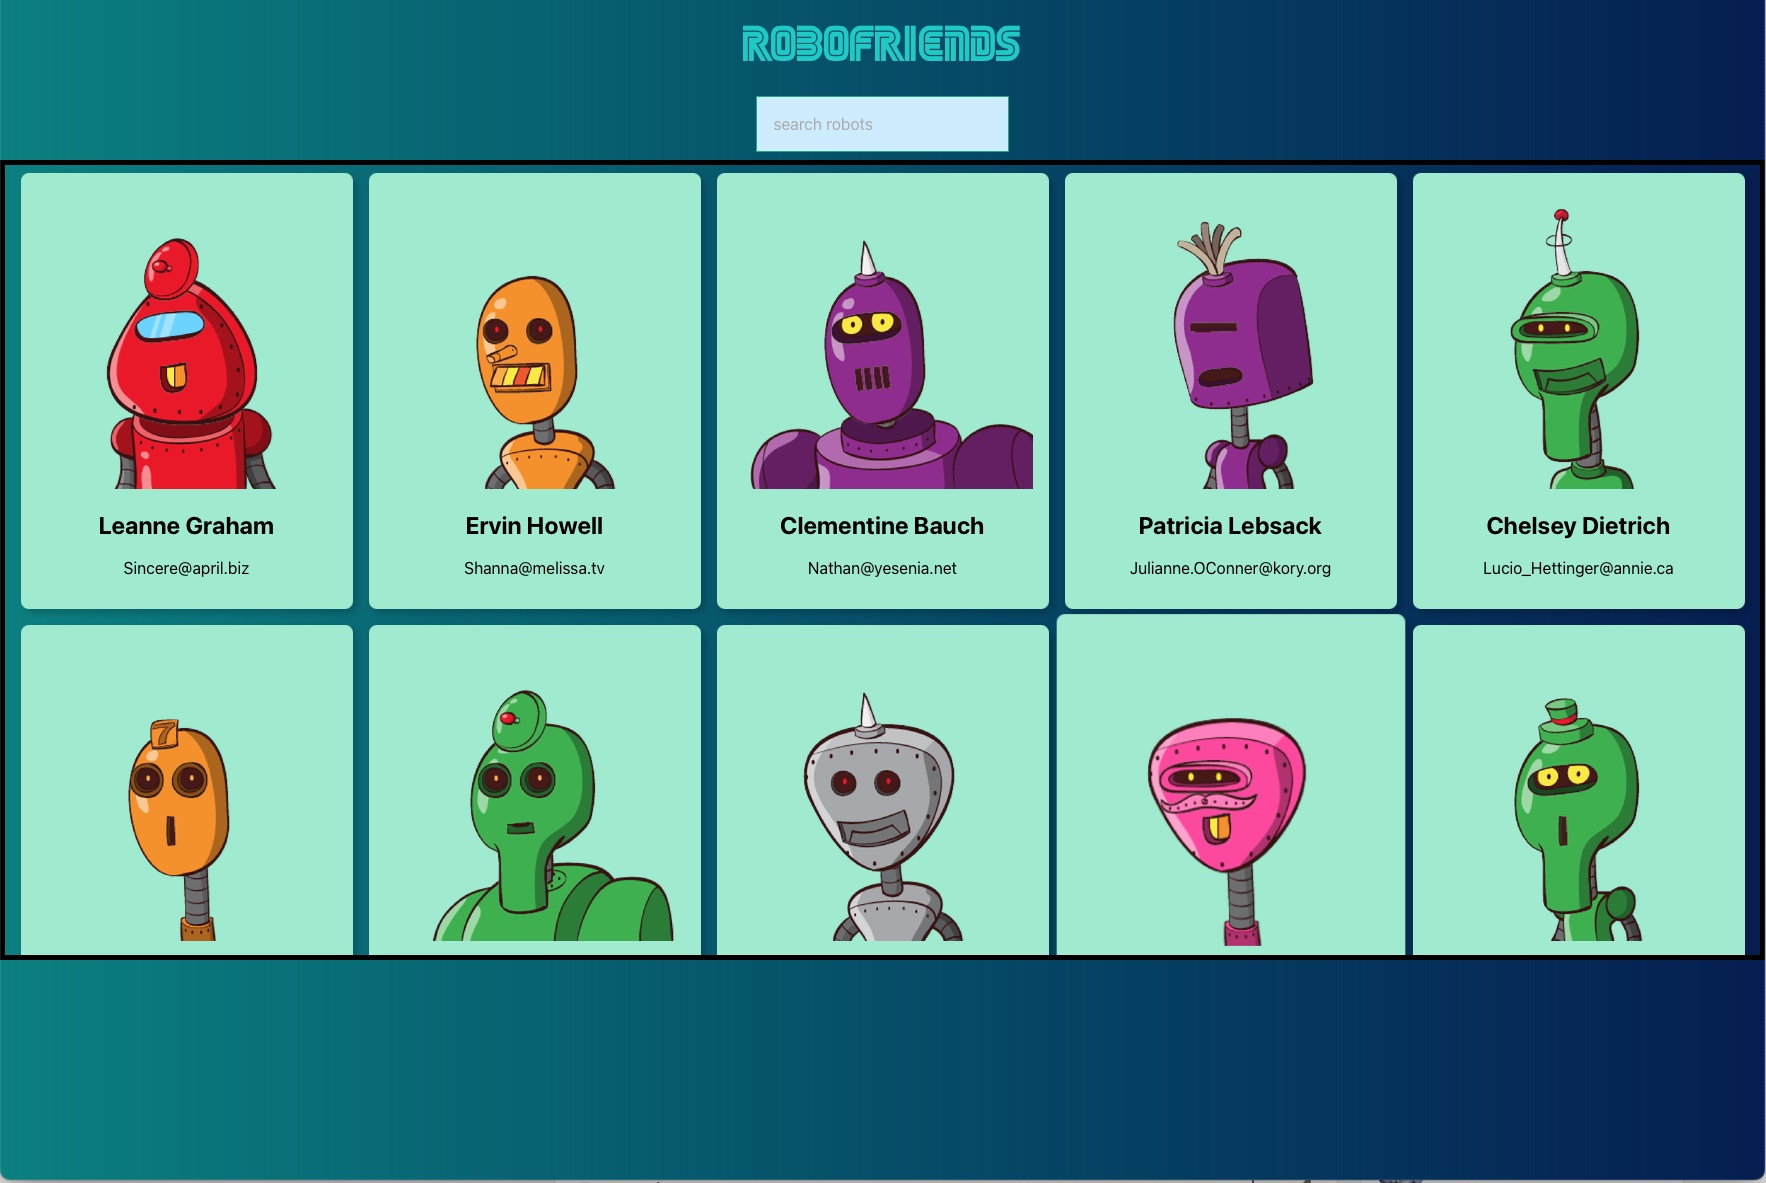 ROBOFRIENDS
search robots
Leanne Graham
Sincere@april.biz
Ervin Howell
Shanna@melissa.tv
Clementine Bauch
Nathan@yesenia.net
Patricia Lebsack
Julianne.OConner@kory.org
Chelsey Dietrich
Lucio_Hettinger@annie.ca
7